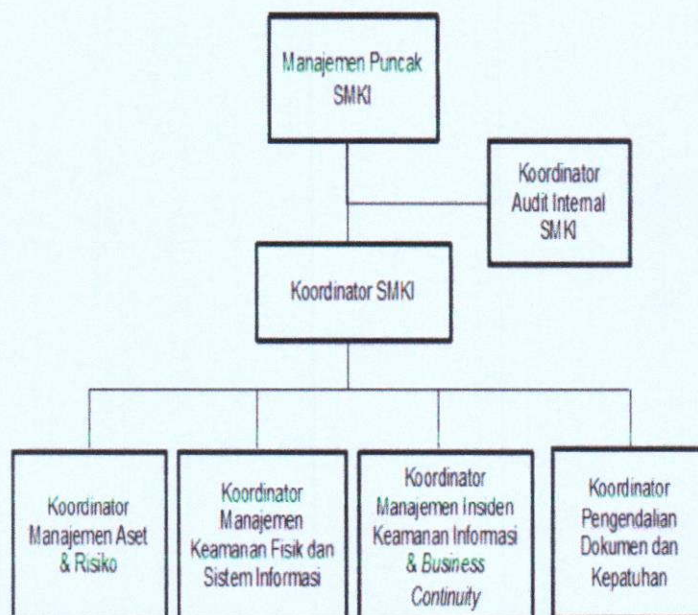 Manajemen Puncak
SMKI
Koordinator
Audit Internal
SMKI
Koordinator SMKI
Koordinator
Manajemen Aset
& Risiko
Koordinator
Manajemen
Keamanan Fisik dan
Sistem Informasi
Koordinator
Manajemen Insiden
Keamanan Informasi
& Business
Continuity
Koordinator
Pengendalian
Dokumen dan
Kepatuhan